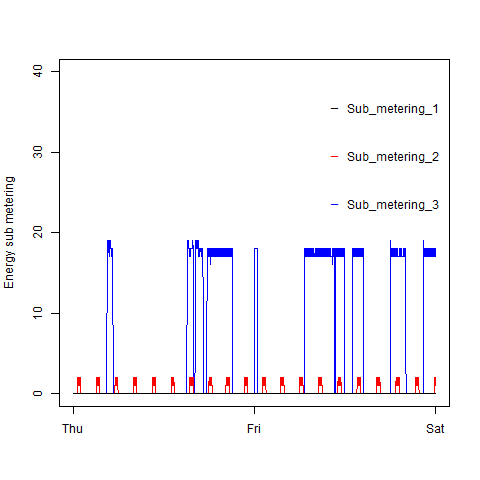 40
30
20
10
0
Energy sub metering
Sub_metering_1
Sub_metering_2
Sub_metering_3
Thu
Fri
Sat